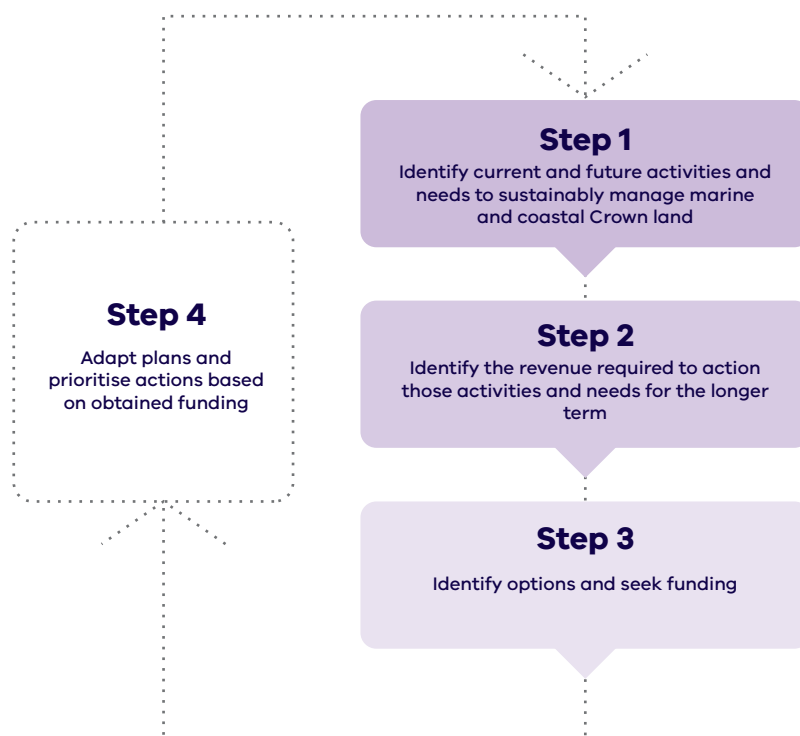 Step 1
Identify current and future activities and
needs to sustainably manage marine
and coastal Crown land
Step 2
Identify the revenue required to action
those activities and needs for the longer
term
Step 3
Identify options and seek funding
Step 4
Adapt plans and
prioritise actions based
on obtained funding